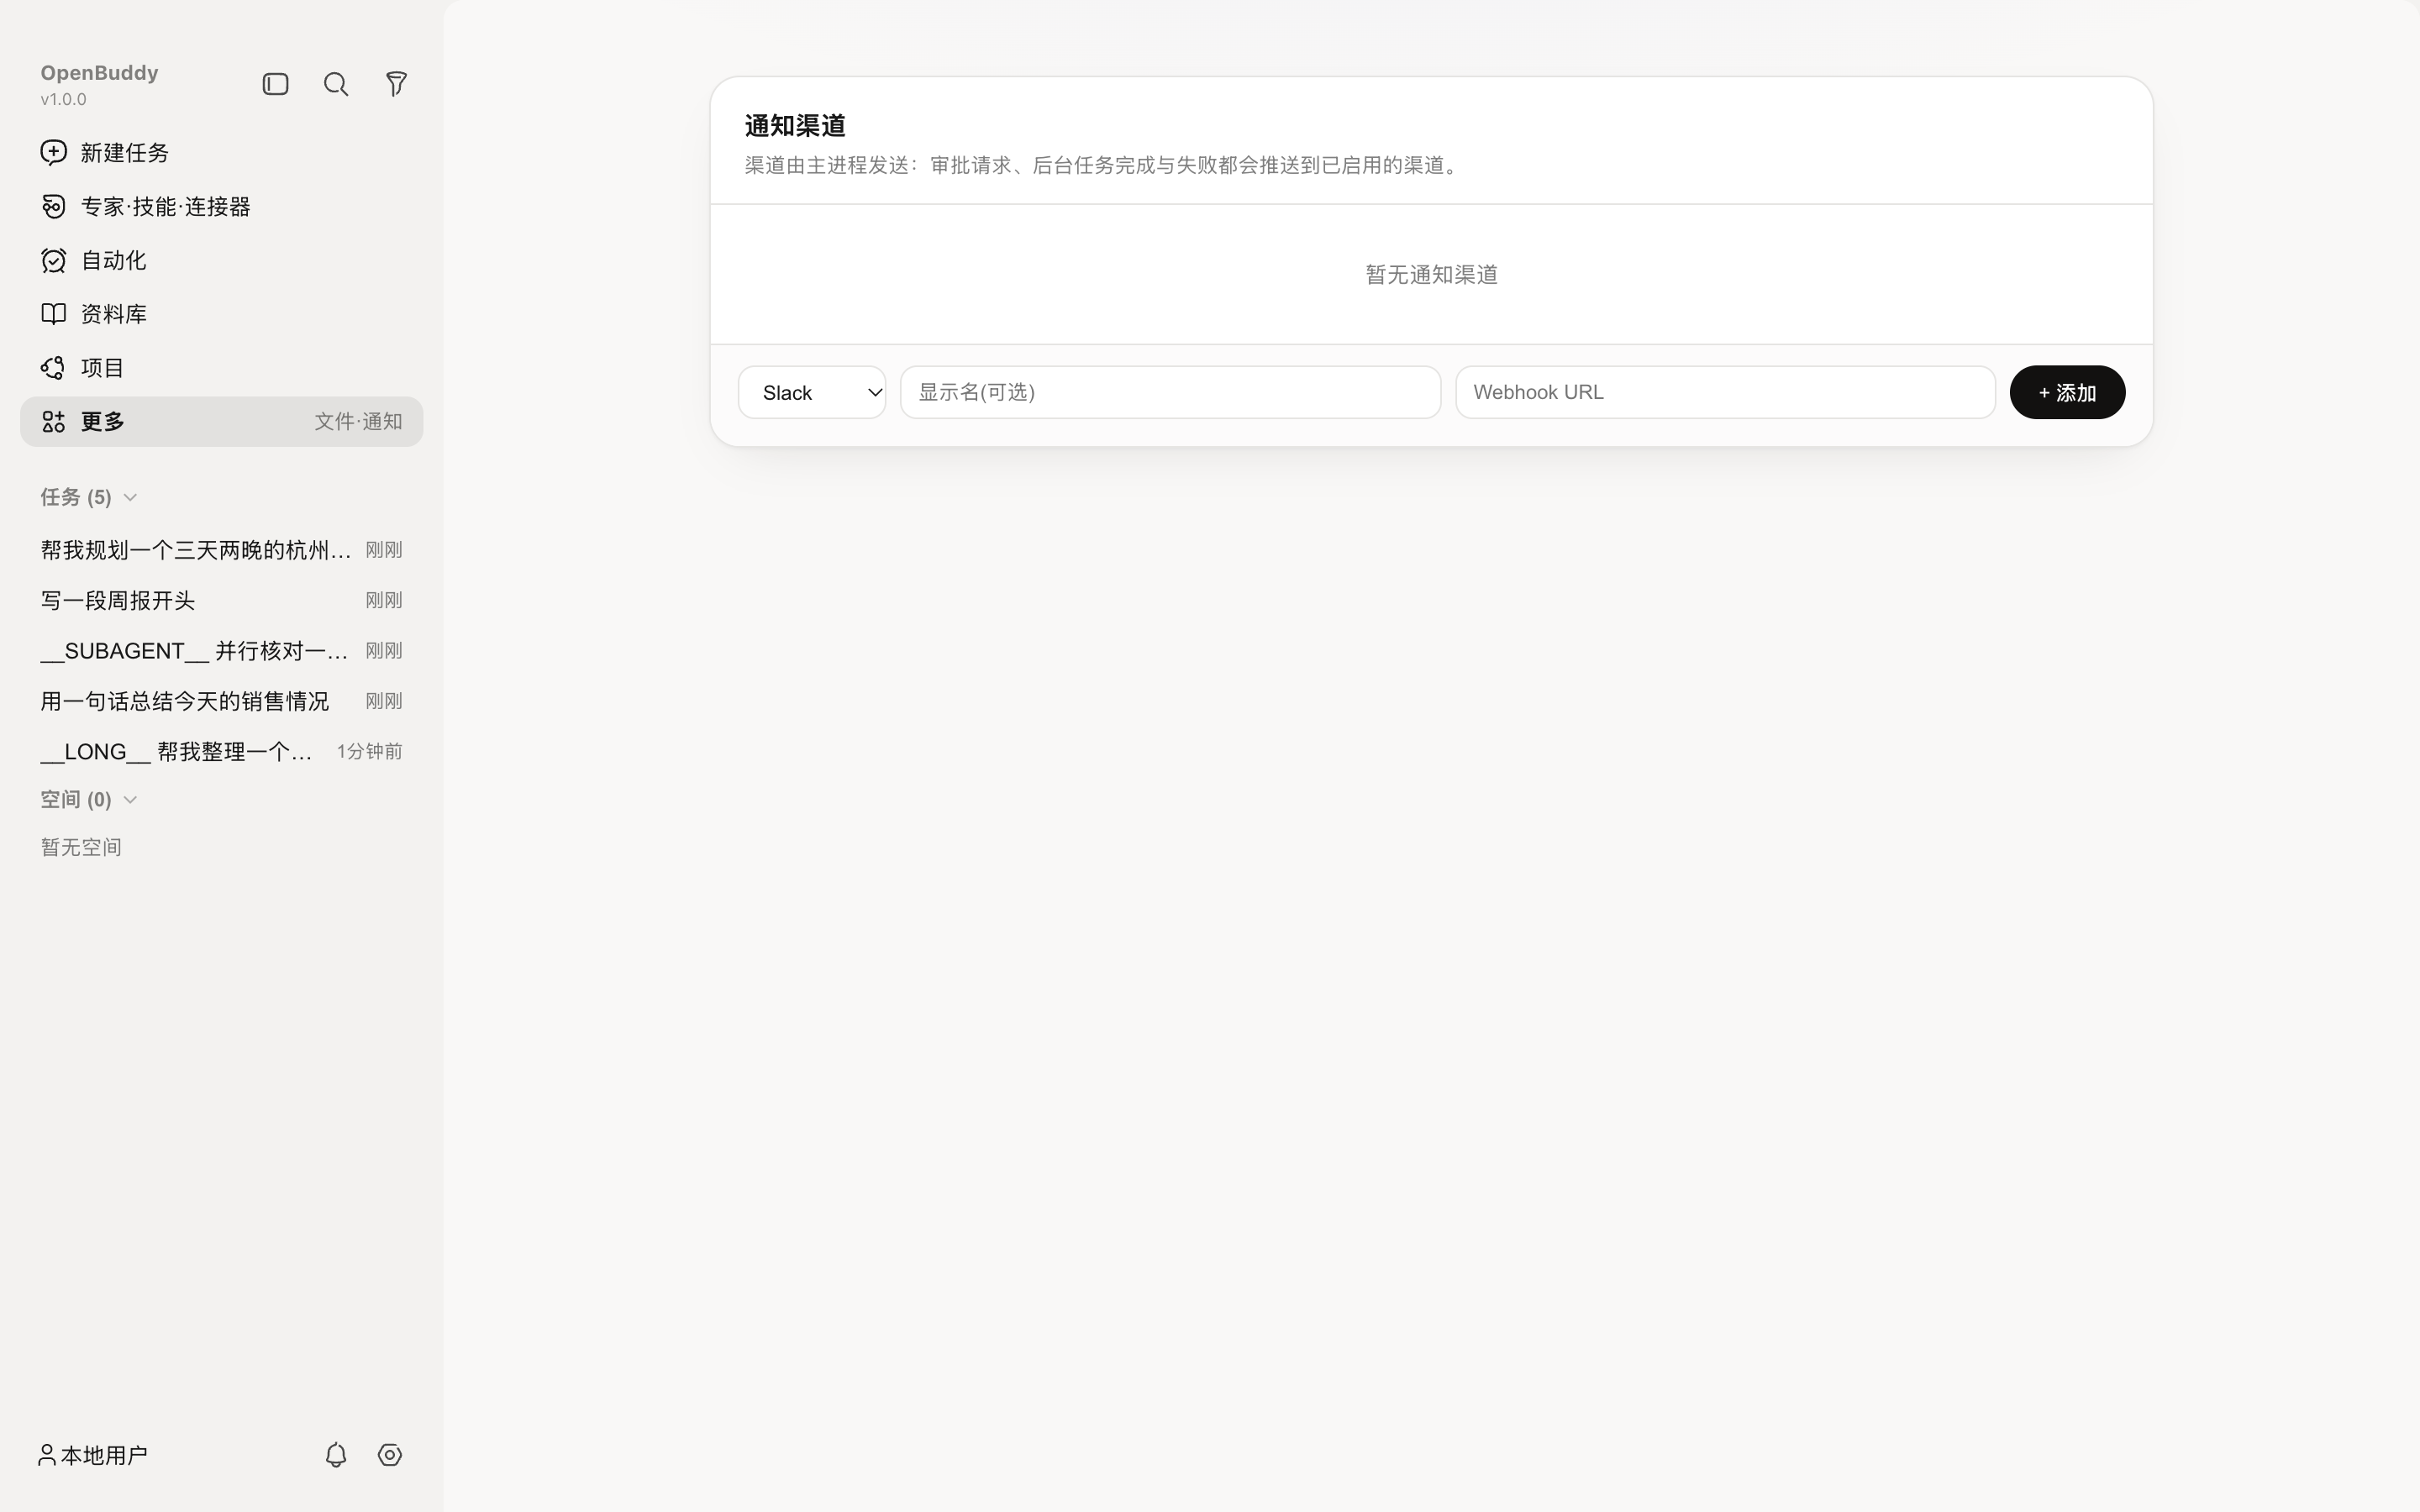 OpenBuddy
v1.0.0
新建任务
专家·技能·连接器
自动化
资料库
项目
更多 文件·通知
任务 (5)
帮我规划一个三天两晚的杭州... 刚刚
写一段周报开头 刚刚
__SUBAGENT__ 并行核对一... 刚刚
用一句话总结今天的销售情况 刚刚
__LONG__ 帮我整理一个... 1分钟前
空间 (0)
暂无空间
本地用户
通知渠道
渠道由主进程发送：审批请求、后台任务完成与失败都会推送到已启用的渠道。
暂无通知渠道
Slack 显示名(可选) Webhook URL + 添加